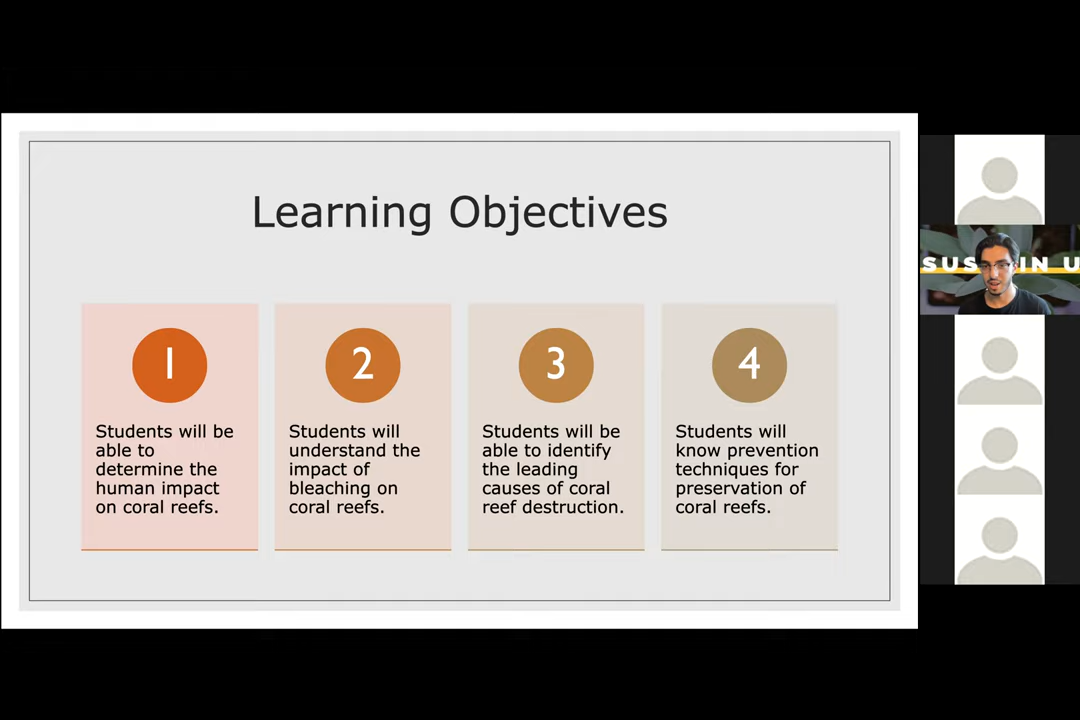 Learning Objectives
1
Students will be
able to
determine the
human impact
on coral reefs.
2
Students will
understand the
impact of
bleaching on
coral reefs.
3
Students will be
able to identify
the leading
causes of coral
reef destruction.
4
Students will
know prevention
techniques for
preservation of
coral reefs.